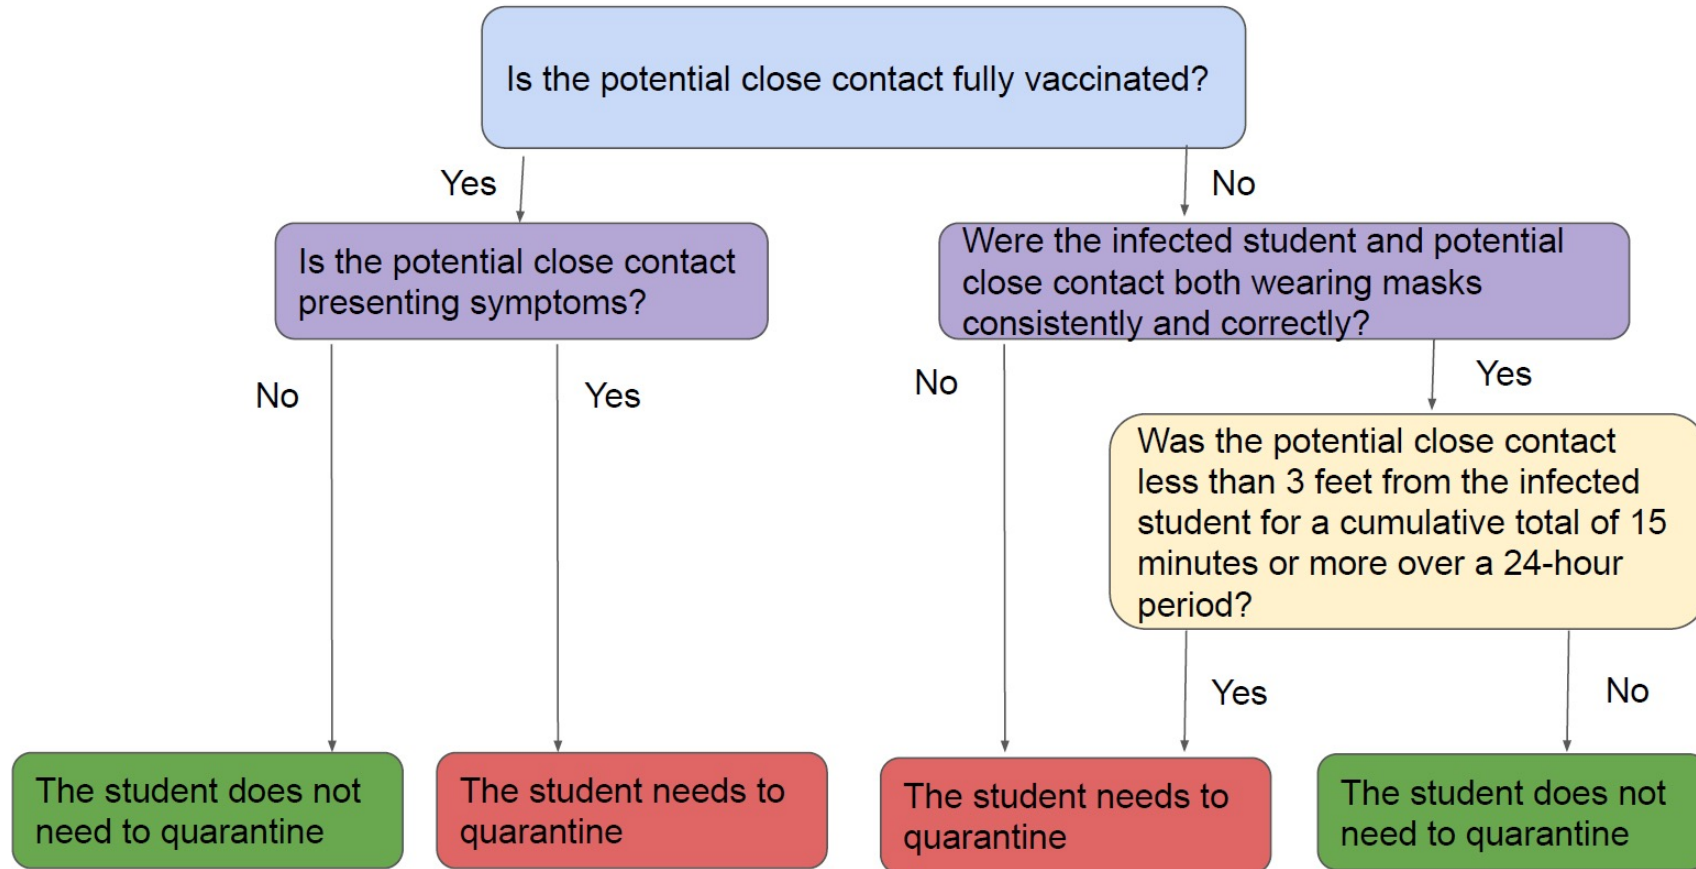 Is the potential close contact fully vaccinated?
Yes
No
Is the potential close contact
presenting symptoms?
Were the infected student and potential
close contact both wearing masks
consistently and correctly?
No
Yes
No
Yes
Was the potential close contact
less than 3 feet from the infected
student for a cumulative total of 15
minutes or more over a 24-hour
period?
Yes
No
The student does not
need to quarantine
The student needs to
quarantine
The student needs to
quarantine
The student does not
need to quarantine